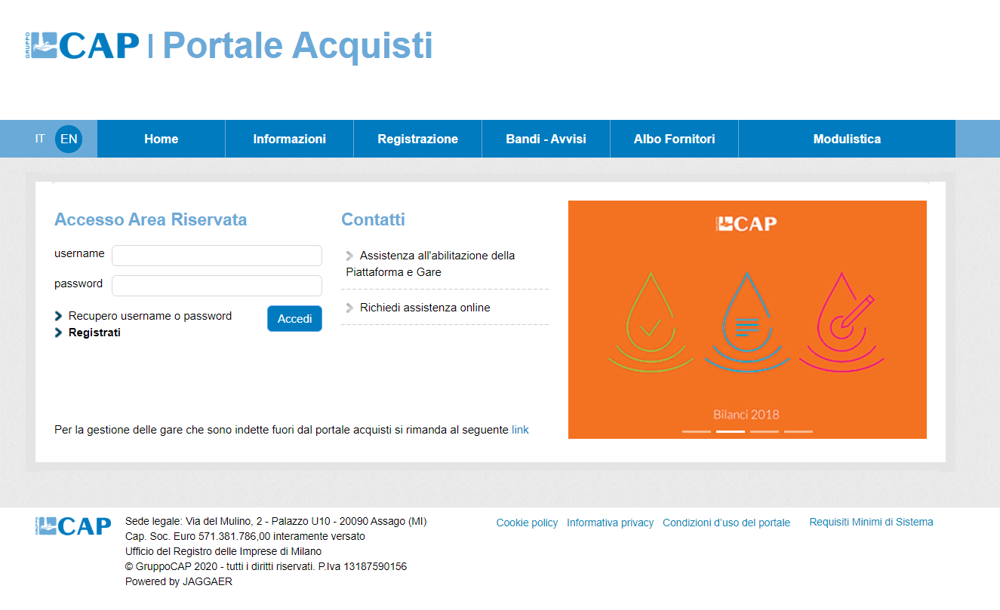 GRUPPO CAP | Portale Acquisti
IT EN Home Informazioni Registrazione Bandi - Avvisi Albo Fornitori Modulistica
Accesso Area Riservata
username
password
Recupero username o password
Accedi
Registrati
Contatti
Assistenza all'abilitazione della
Piattaforma e Gare
Richiedi assistenza online
CAP
Bilanci 2018
Per la gestione delle gare che sono indette fuori dal portale acquisti si rimanda al seguente link
GRUPPO CAP
Sede legale: Via del Mulino, 2 - Palazzo U10 - 20090 Assago (MI)
Cap. Soc. Euro 571.381.786,00 interamente versato
Ufficio del Registro delle Imprese di Milano
© GruppoCAP 2020 - tutti i diritti riservati. P.Iva 13187590156
Powered by JAGGAER
Cookie policy Informativa privacy Condizioni d'uso del portale Requisiti Minimi di Sistema